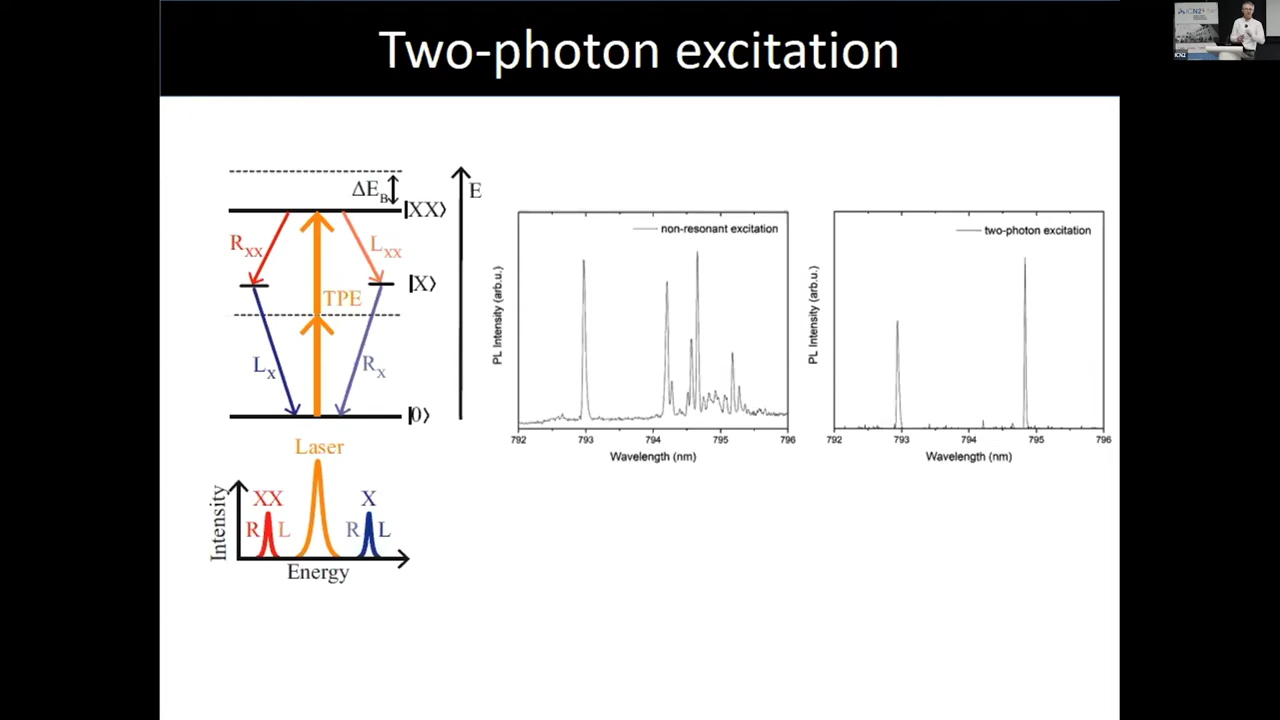 Two-photon excitation
ICN2
ICN2
ΔE_B
E
|XX⟩
R_XX
L_XX
|X⟩
TPE
L_X
R_X
|0⟩
Laser
Intensity
XX
X
R
L
R
L
Energy
PL Intensity (arb.u.)
non-resonant excitation
792
793
794
795
796
Wavelength (nm)
PL Intensity (arb.u.)
two-photon excitation
792
793
794
795
796
Wavelength (nm)